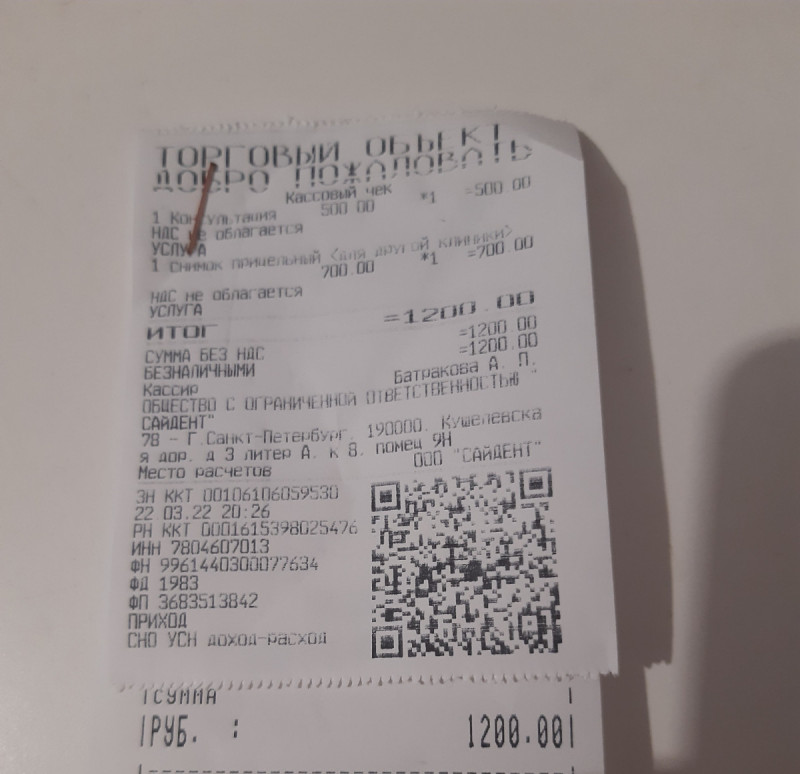 ТОРГОВЫЙ ОБЪЕКТ
ДОБРО ПОЖАЛОВАТЬ
Кассовый чек
1 Консультация 500 00 *1 =500 00
НДС не облагается
УСЛУГА
1 Снимок прицельный <для другой клиники>
700.00 *1 =700.00
НДС не облагается
УСЛУГА
ИТОГ =1200.00
СУММА БЕЗ НДС =1200.00
БЕЗНАЛИЧНЫМИ =1200.00
Кассир Батракова А. П.
ОБЩЕСТВО С ОГРАНИЧЕННОЙ ОТВЕТСТВЕННОСТЬЮ "
САЙДЕНТ"
78 - Г.Санкт-Петербург, 190000. Кушелевска
я дор. д 3 литер А. к 8. помещ 9Н
Место расчетов ООО "САЙДЕНТ"
ЗН ККТ 00106106059530
22.03.22 20:26
РН ККТ 0001615398025476
ИНН 7804607013
ФН 9961440300077634
ФД 1983
ФП 3683513842
ПРИХОД
СНО УСН доход-расход
|СУММА |
|РУБ. : 1200.00|